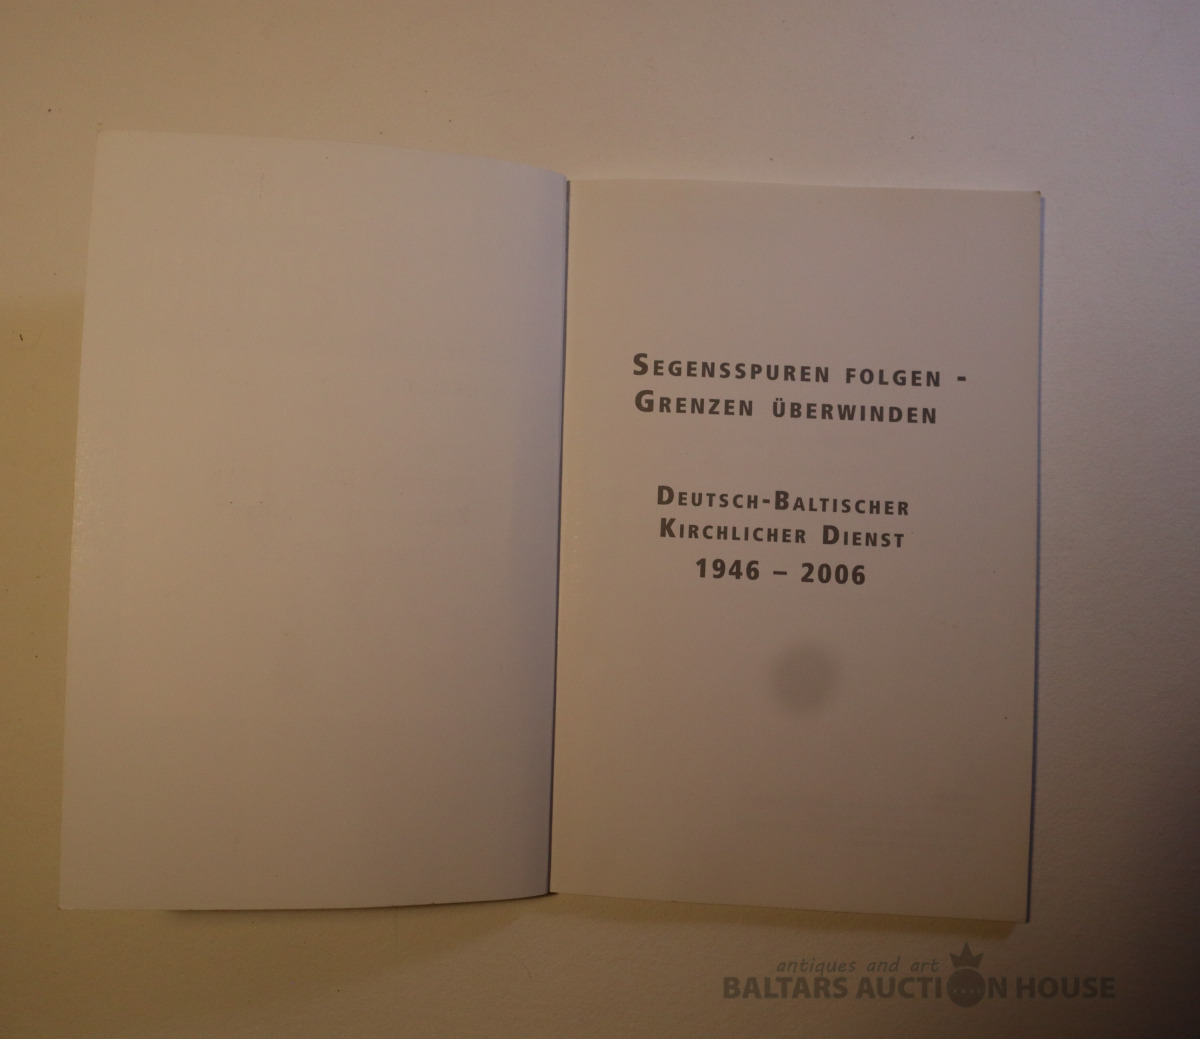 Segensspuren folgen -
Grenzen überwinden
Deutsch-Baltischer
Kirchlicher Dienst
1946 – 2006
antiques and art
BALTARS AUCTION HOUSE